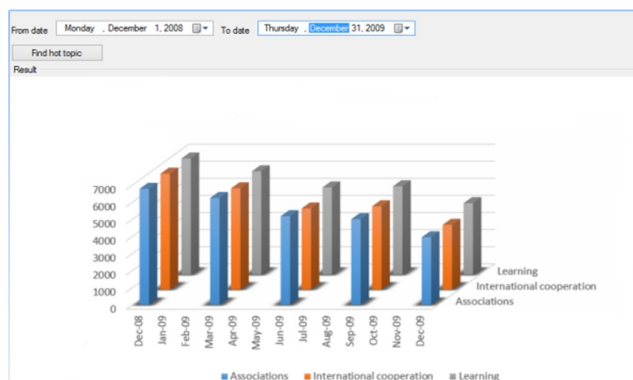 From date Monday , December 1, 2008 To date Thursday , December 31, 2009
Find hot topic
Result
7000
6000
5000
4000
3000
2000
1000
0
Learning
International cooperation
Associations
Dec-08 Jan-09 Feb-09 Mar-09 Apr-09 May-09 Jun-09 Jul-09 Aug-09 Sep-09 Oct-09 Nov-09 Dec-09
Associations International cooperation Learning